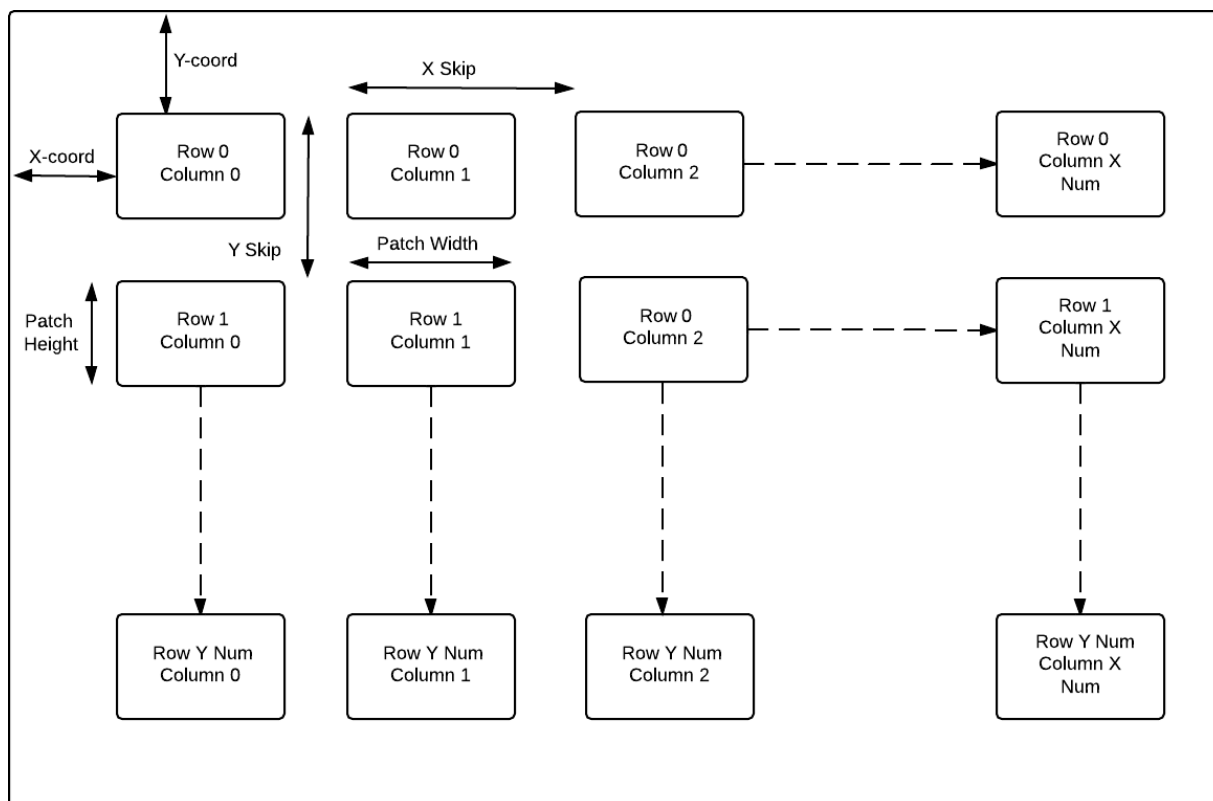 Y-coord
X Skip
X-coord
Row 0
Column 0
Row 0
Column 1
Row 0
Column 2
Row 0
Column X
Num
Y Skip
Patch Width
Patch
Height
Row 1
Column 0
Row 1
Column 1
Row 0
Column 2
Row 1
Column X
Num
Row Y Num
Column 0
Row Y Num
Column 1
Row Y Num
Column 2
Row Y Num
Column X
Num